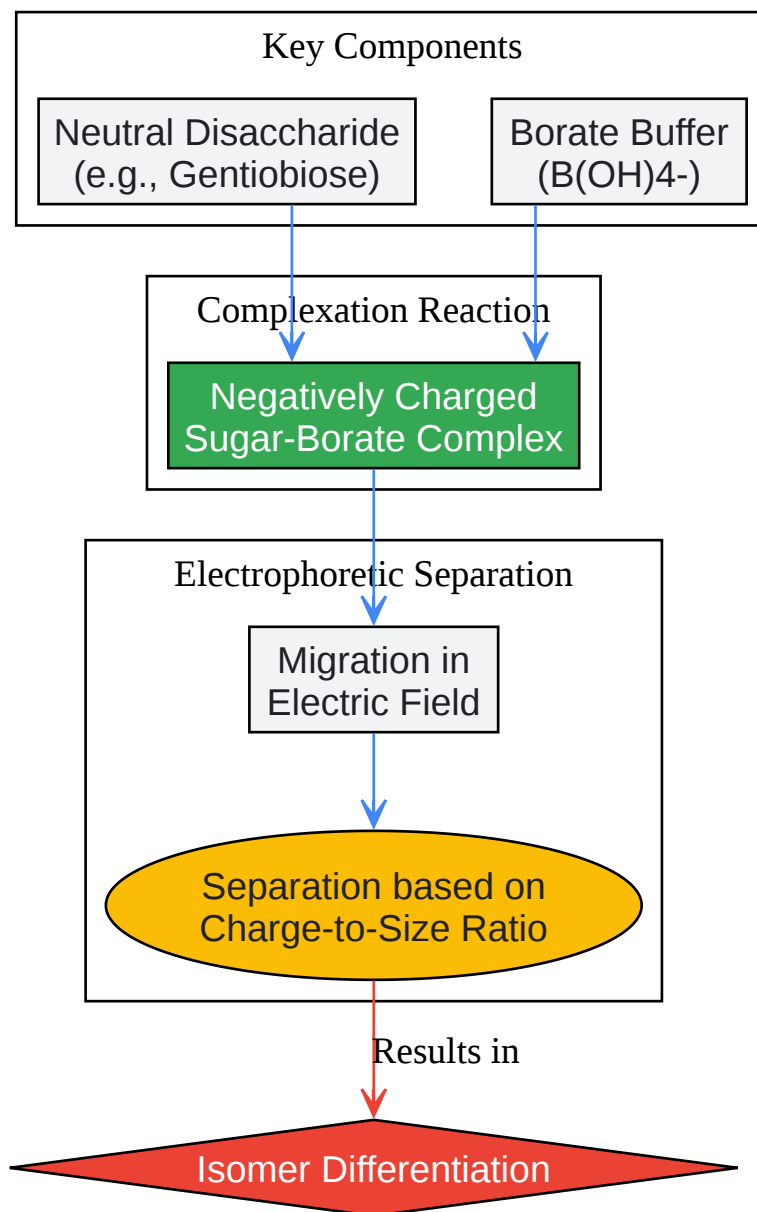 Key Components
Neutral Disaccharide
(e.g., Gentiobiose)
Borate Buffer
(B(OH)4-)
Complexation Reaction
Negatively Charged
Sugar-Borate Complex
Electrophoretic Separation
Migration in
Electric Field
Separation based on
Charge-to-Size Ratio
Results in
Isomer Differentiation